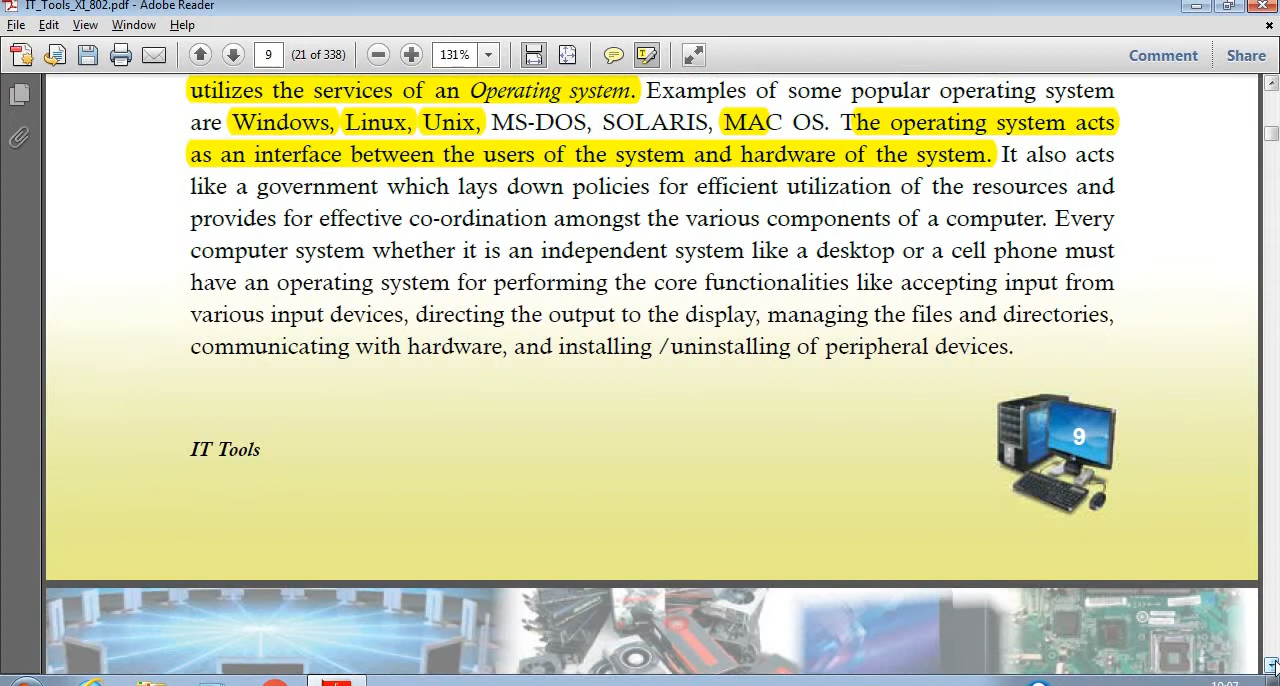 IT_Tools_XI_802.pdf - Adobe Reader
File Edit View Window Help
9 (21 of 338) 131% Comment Share
utilizes the services of an Operating system. Examples of some popular operating system
are Windows, Linux, Unix, MS-DOS, SOLARIS, MAC OS. The operating system acts
as an interface between the users of the system and hardware of the system. It also acts
like a government which lays down policies for efficient utilization of the resources and
provides for effective co-ordination amongst the various components of a computer. Every
computer system whether it is an independent system like a desktop or a cell phone must
have an operating system for performing the core functionalities like accepting input from
various input devices, directing the output to the display, managing the files and directories,
communicating with hardware, and installing /uninstalling of peripheral devices.
9
IT Tools